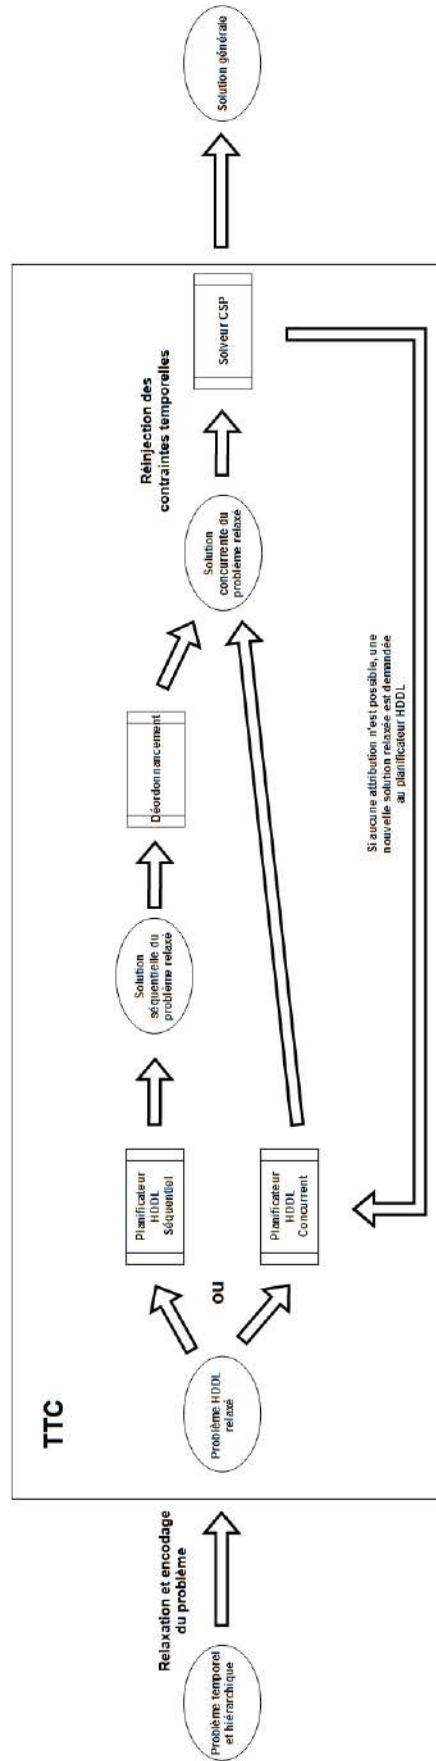 Problème temporel
et hiérarchique
Relaxation et encodage
du problème
TTC
Problème HDDL
relaxé
ou
Planificateur
HDDL
Séquentiel
Planificateur
HDDL
Concurrent
Solution
séquentielle du
problème relaxé
Déordonnancement
Solution
concurrente du
problème relaxé
Réinjection des
contraintes temporelles
Solveur CSP
Si aucune attribution n'est possible, une
nouvelle solution relaxée est demandée
au planificateur HDDL
Solution générale